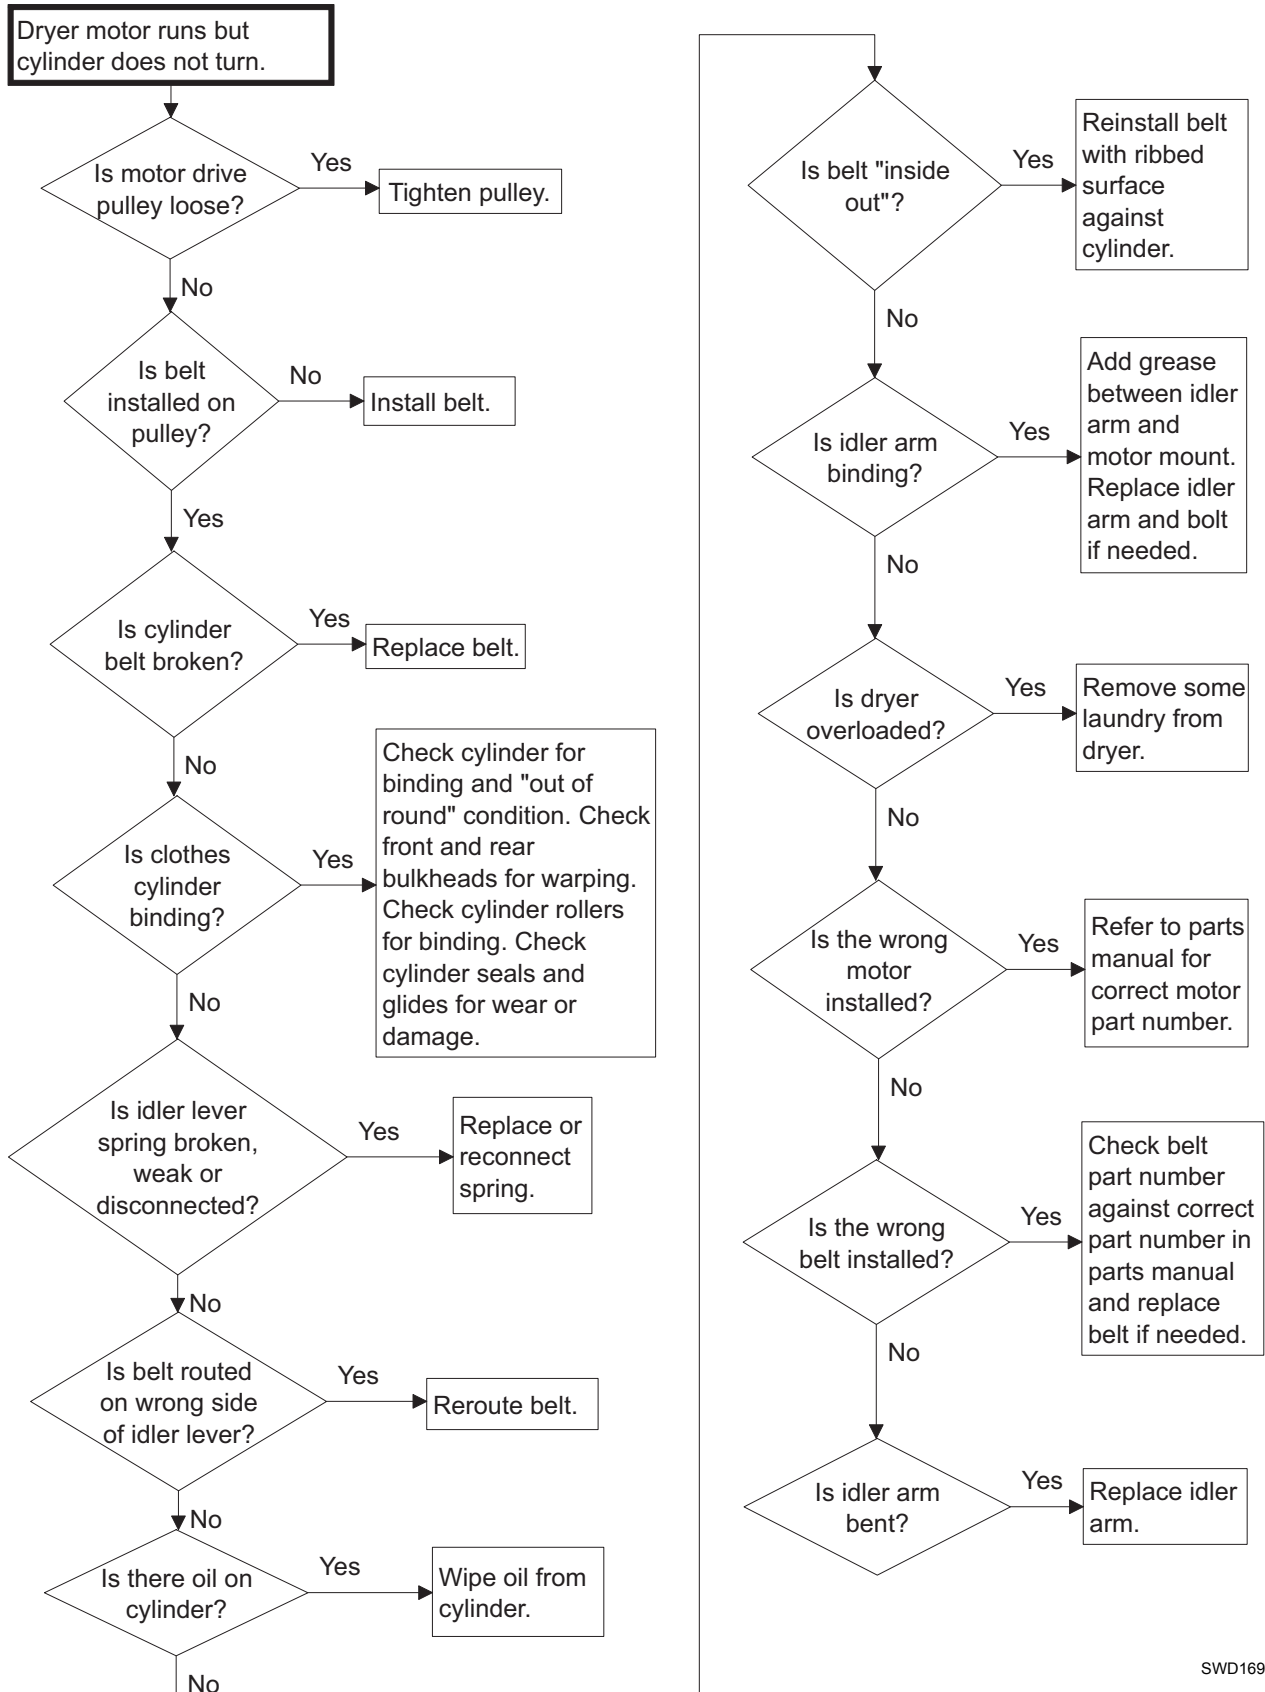 Dryer motor runs but
cylinder does not turn.
Is motor drive
pulley loose?
Yes
Tighten pulley.
No
Is belt
installed on
pulley?
No
Install belt.
Yes
Is cylinder
belt broken?
Yes
Replace belt.
No
Is clothes
cylinder
binding?
Yes
Check cylinder for
binding and "out of
round" condition. Check
front and rear
bulkheads for warping.
Check cylinder rollers
for binding. Check
cylinder seals and
glides for wear or
damage.
No
Is idler lever
spring broken,
weak or
disconnected?
Yes
Replace or
reconnect
spring.
No
Is belt routed
on wrong side
of idler lever?
Yes
Reroute belt.
No
Is there oil on
cylinder?
Yes
Wipe oil from
cylinder.
No
Is belt "inside
out"?
Yes
Reinstall belt
with ribbed
surface
against
cylinder.
No
Is idler arm
binding?
Yes
Add grease
between idler
arm and
motor mount.
Replace idler
arm and bolt
if needed.
No
Is dryer
overloaded?
Yes
Remove some
laundry from
dryer.
No
Is the wrong
motor
installed?
Yes
Refer to parts
manual for
correct motor
part number.
No
Is the wrong
belt installed?
Yes
Check belt
part number
against correct
part number in
parts manual
and replace
belt if needed.
No
Is idler arm
bent?
Yes
Replace idler
arm.
SWD169